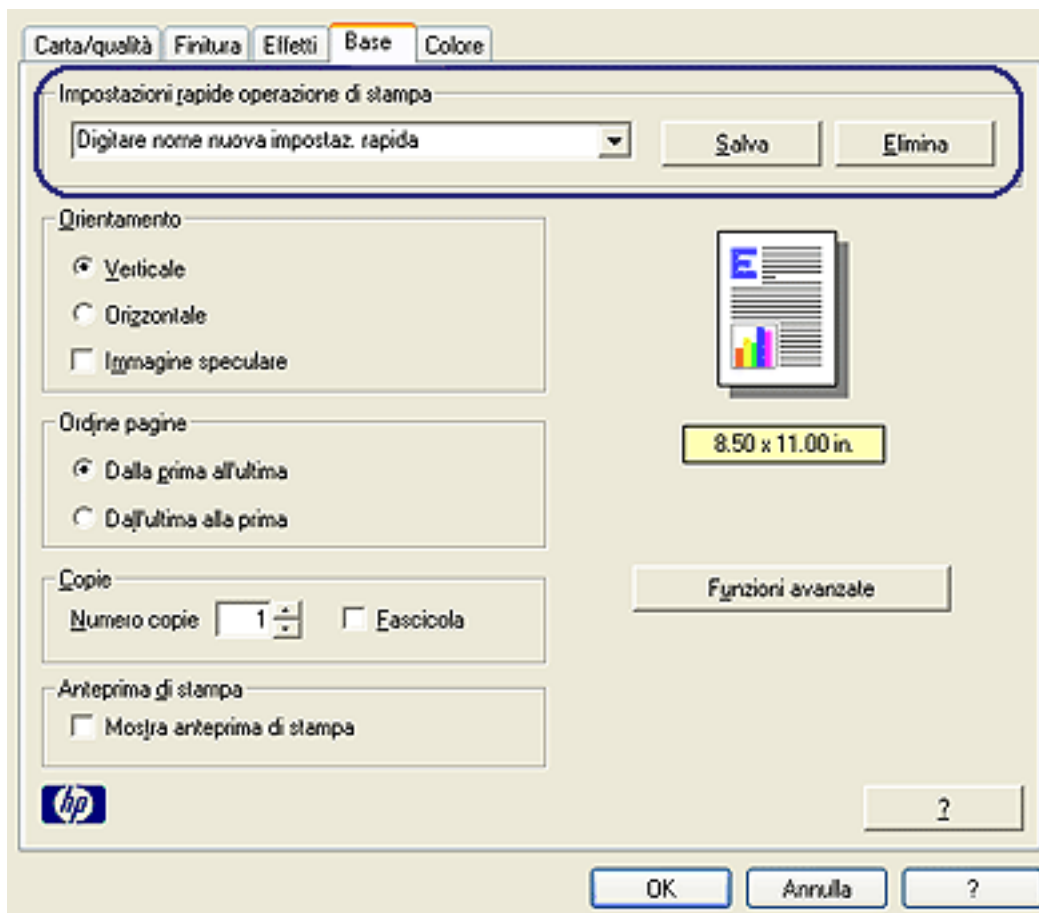 Carta/qualità Finitura Effetti Base Colore
Impostazioni rapide operazione di stampa
Digitare nome nuova impostaz. rapida Salva Elimina
Orientamento
Verticale
Orizzontale
Immagine speculare
E
8.50 x 11.00 in.
Ordine pagine
Dalla prima all'ultima
Dall'ultima alla prima
Copie
Numero copie 1 Fascicola
Funzioni avanzate
Anteprima di stampa
Mostra anteprima di stampa
hp
?
OK Annulla ?